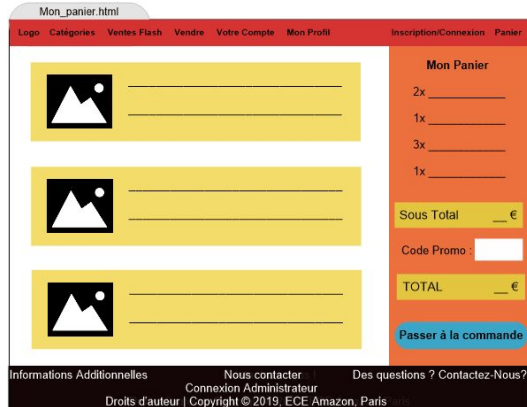 Mon_panier.html
Logo Catégories Ventes Flash Vendre Votre Compte Mon Profil Inscription/Connexion Panier
Mon Panier
2x
1x
3x
1x
Sous Total __ €
Code Promo :
TOTAL __ €
Passer à la commande
Informations Additionnelles Nous contacter Des questions ? Contactez-Nous?
Connexion Administrateur
Droits d'auteur | Copyright © 2019, ECE Amazon, Paris